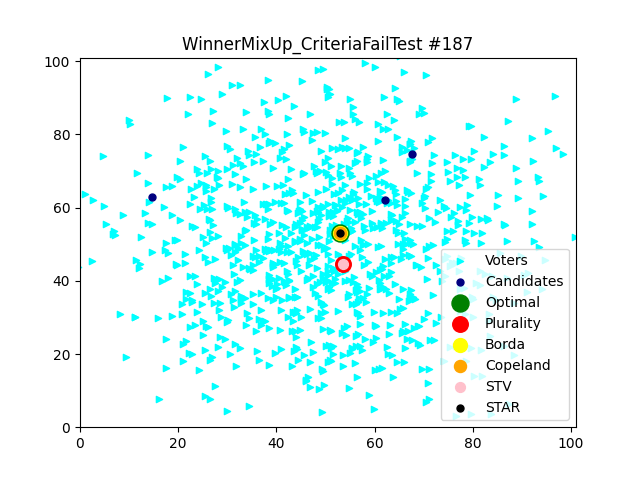 WinnerMixUp_CriteriaFailTest #187
100
80
60
40
20
0
0 20 40 60 80 100
Voters
Candidates
Optimal
Plurality
Borda
Copeland
STV
STAR